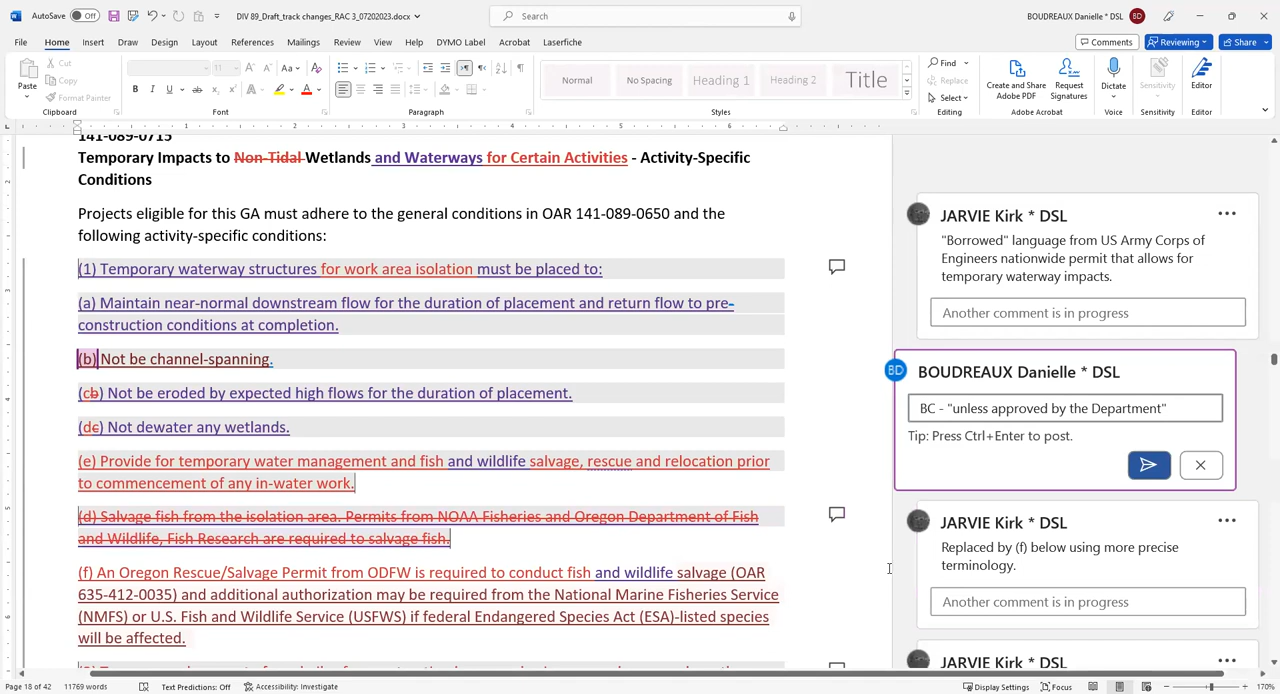 AutoSave Off DIV 89_Draft_track changes_RAC 3_07202023.docx Search BOUDREAUX Danielle * DSL BD
File Home Insert Draw Design Layout References Mailings Review View Help DYMO Label Acrobat Laserfiche Comments Reviewing Share
Paste Cut Copy Format Painter 11 Aa Normal No Spacing Heading 1 Heading 2 Title Find Replace Select Create and Share Adobe PDF Request Signatures Dictate Sensitivity Editor
Clipboard Font Paragraph Styles Editing Adobe Acrobat Voice Sensitivity Editor
141-089-0715
Temporary Impacts to Non-Tidal Wetlands and Waterways for Certain Activities - Activity-Specific
Conditions
Projects eligible for this GA must adhere to the general conditions in OAR 141-089-0650 and the
following activity-specific conditions:
(1) Temporary waterway structures for work area isolation must be placed to:
(a) Maintain near-normal downstream flow for the duration of placement and return flow to pre-
construction conditions at completion.
(b) Not be channel-spanning.
(cb) Not be eroded by expected high flows for the duration of placement.
(dc) Not dewater any wetlands.
(e) Provide for temporary water management and fish and wildlife salvage, rescue and relocation prior
to commencement of any in-water work.
(d) Salvage fish from the isolation area. Permits from NOAA Fisheries and Oregon Department of Fish
and Wildlife, Fish Research are required to salvage fish.
(f) An Oregon Rescue/Salvage Permit from ODFW is required to conduct fish and wildlife salvage (OAR
635-412-0035) and additional authorization may be required from the National Marine Fisheries Service
(NMFS) or U.S. Fish and Wildlife Service (USFWS) if federal Endangered Species Act (ESA)-listed species
will be affected.
JARVIE Kirk * DSL
"Borrowed" language from US Army Corps of
Engineers nationwide permit that allows for
temporary waterway impacts.
Another comment is in progress
BD BOUDREAUX Danielle * DSL
BC - "unless approved by the Department"
Tip: Press Ctrl+Enter to post.
JARVIE Kirk * DSL
Replaced by (f) below using more precise
terminology.
Another comment is in progress
JARVIE Kirk * DSL
Page 18 of 42 11769 words Text Predictions: Off Accessibility: Investigate Display Settings Focus 170%